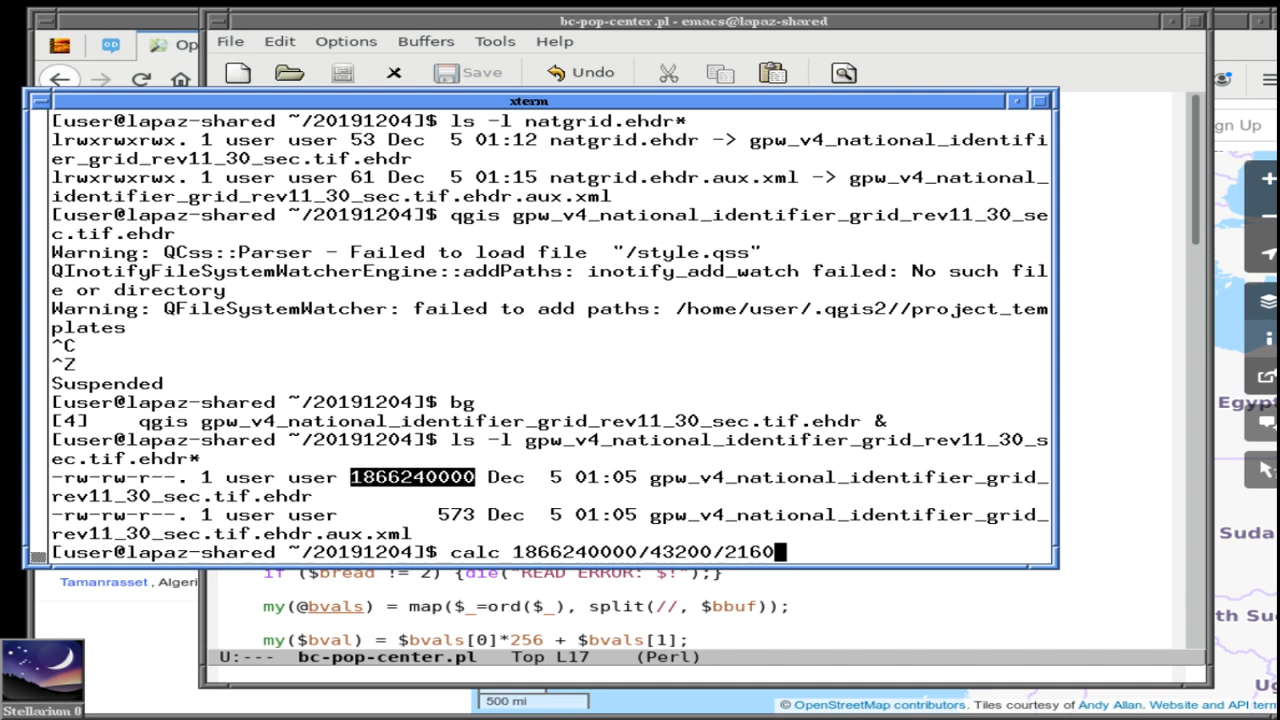 bc-pop-center.pl - emacs@lapaz-shared
File Edit Options Buffers Tools Help
Op
Save Undo
xterm
[user@lapaz-shared ~/20191204]$ ls -l natgrid.ehdr*
lrwxrwxrwx. 1 user user 53 Dec  5 01:12 natgrid.ehdr -> gpw_v4_national_identifi
er_grid_rev11_30_sec.tif.ehdr
lrwxrwxrwx. 1 user user 61 Dec  5 01:15 natgrid.ehdr.aux.xml -> gpw_v4_national_
identifier_grid_rev11_30_sec.tif.ehdr.aux.xml
[user@lapaz-shared ~/20191204]$ qgis gpw_v4_national_identifier_grid_rev11_30_se
c.tif.ehdr
Warning: QCss::Parser - Failed to load file  "/style.qss"
QInotifyFileSystemWatcherEngine::addPaths: inotify_add_watch failed: No such fil
e or directory
Warning: QFileSystemWatcher: failed to add paths: /home/user/.qgis2//project_tem
plates
^C
^Z
Suspended
[user@lapaz-shared ~/20191204]$ bg
[4]    qgis gpw_v4_national_identifier_grid_rev11_30_sec.tif.ehdr &
[user@lapaz-shared ~/20191204]$ ls -l gpw_v4_national_identifier_grid_rev11_30_s
ec.tif.ehdr*
-rw-rw-r--. 1 user user 1866240000 Dec  5 01:05 gpw_v4_national_identifier_grid_
rev11_30_sec.tif.ehdr
-rw-rw-r--. 1 user user        573 Dec  5 01:05 gpw_v4_national_identifier_grid_
rev11_30_sec.tif.ehdr.aux.xml
[user@lapaz-shared ~/20191204]$ calc 1866240000/43200/2160
gn Up
Egypt
Suda
th Su
Ug
Tamanrasset, Algeri
if ($bread != 2) {die("READ ERROR: $!");}
my(@bvals) = map($_=ord($_), split(//, $bbuf));
my($bval) = $bvals[0]*256 + $bvals[1];
U:--- bc-pop-center.pl Top L17 (Perl)
500 mi
© OpenStreetMap contributors. Tiles courtesy of Andy Allan. Website and API term
Stellarium 0